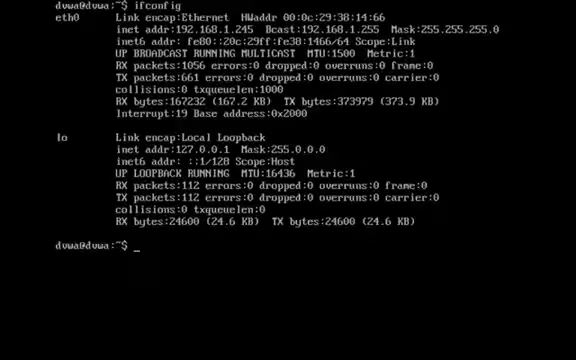 dvwa@dvwa:~$ ifconfig
eth0 Link encap:Ethernet HWaddr 00:0c:29:38:14:66
inet addr:192.168.1.245 Bcast:192.168.1.255 Mask:255.255.255.0
inet6 addr: fe80::20c:29ff:fe38:1466/64 Scope:Link
UP BROADCAST RUNNING MULTICAST MTU:1500 Metric:1
RX packets:1056 errors:0 dropped:0 overruns:0 frame:0
TX packets:661 errors:0 dropped:0 overruns:0 carrier:0
collisions:0 txqueuelen:1000
RX bytes:167232 (167.2 KB) TX bytes:373979 (373.9 KB)
Interrupt:19 Base address:0x2000
lo Link encap:Local Loopback
inet addr:127.0.0.1 Mask:255.0.0.0
inet6 addr: ::1/128 Scope:Host
UP LOOPBACK RUNNING MTU:16436 Metric:1
RX packets:112 errors:0 dropped:0 overruns:0 frame:0
TX packets:112 errors:0 dropped:0 overruns:0 carrier:0
collisions:0 txqueuelen:0
RX bytes:24600 (24.6 KB) TX bytes:24600 (24.6 KB)
dvwa@dvwa:~$ _